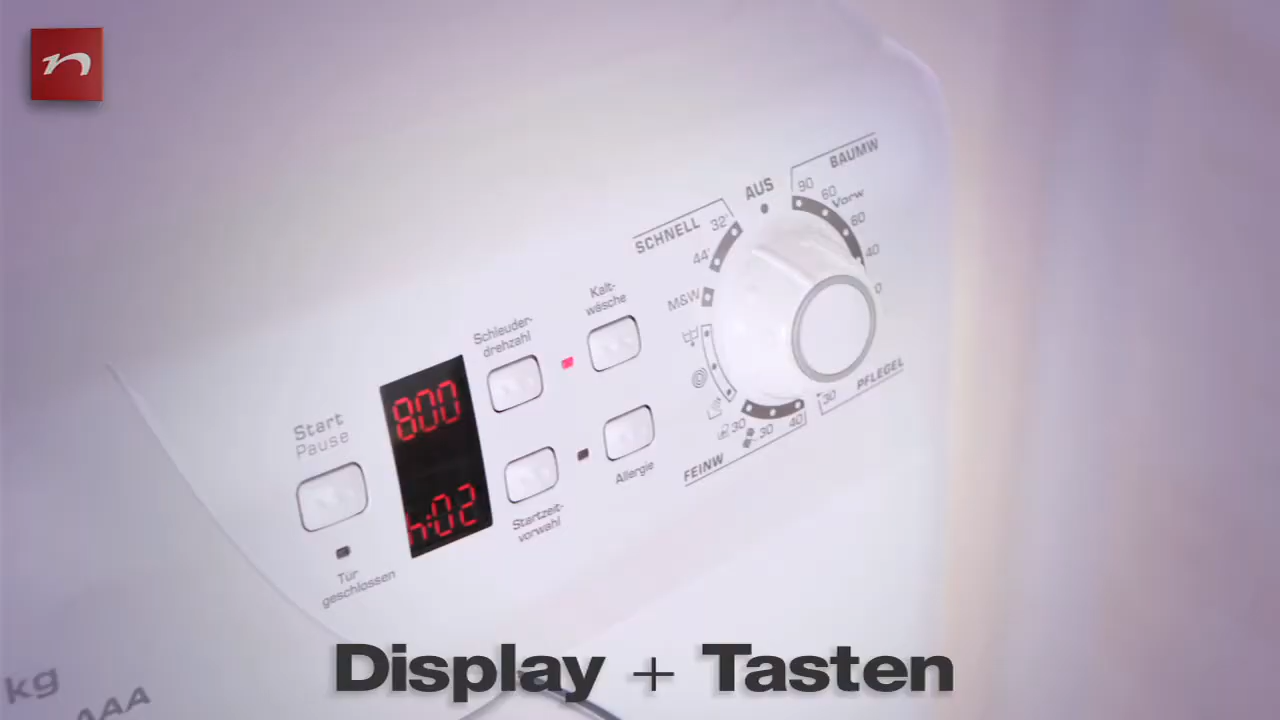 n
BAUMW
AUS
90
60
Vorw
60
40
0
SCHNELL
32'
44'
M&W
Kalt-
wäsche
Schleuder-
drehzahl
800
h:02
Start
Pause
Allergie
Startzeit-
vorwahl
Tür
geschlossen
PFLEGEL
30
40
30
30
FEINW
kg
AAA
Display + Tasten